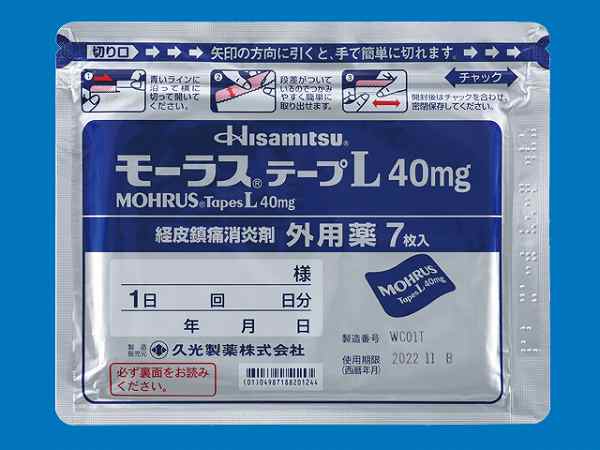 切り口 矢印の方向に引くと、手で簡単に切れます。
1
青いラインに
沿って横に
切って開いて
ください。
2
段差がついて
いるのでつかみ
やすく簡単に
取り出せます。
3
チャック
開封後はチャックを合わせ、
密閉保存してください。
Hisamitsu®
モーラス®テープL 40mg
MOHRUS®Tapes L 40mg
経皮鎮痛消炎剤 外用薬 7枚入
様
1日 回 日分
年 月 日
MOHRUS®
Tapes L 40mg
製造
販売元 久光製薬株式会社
製造番号 WC01T
使用期限 2022 11 8
(西暦年月)
必ず裏面をお読み
ください。
(01)04987188201244